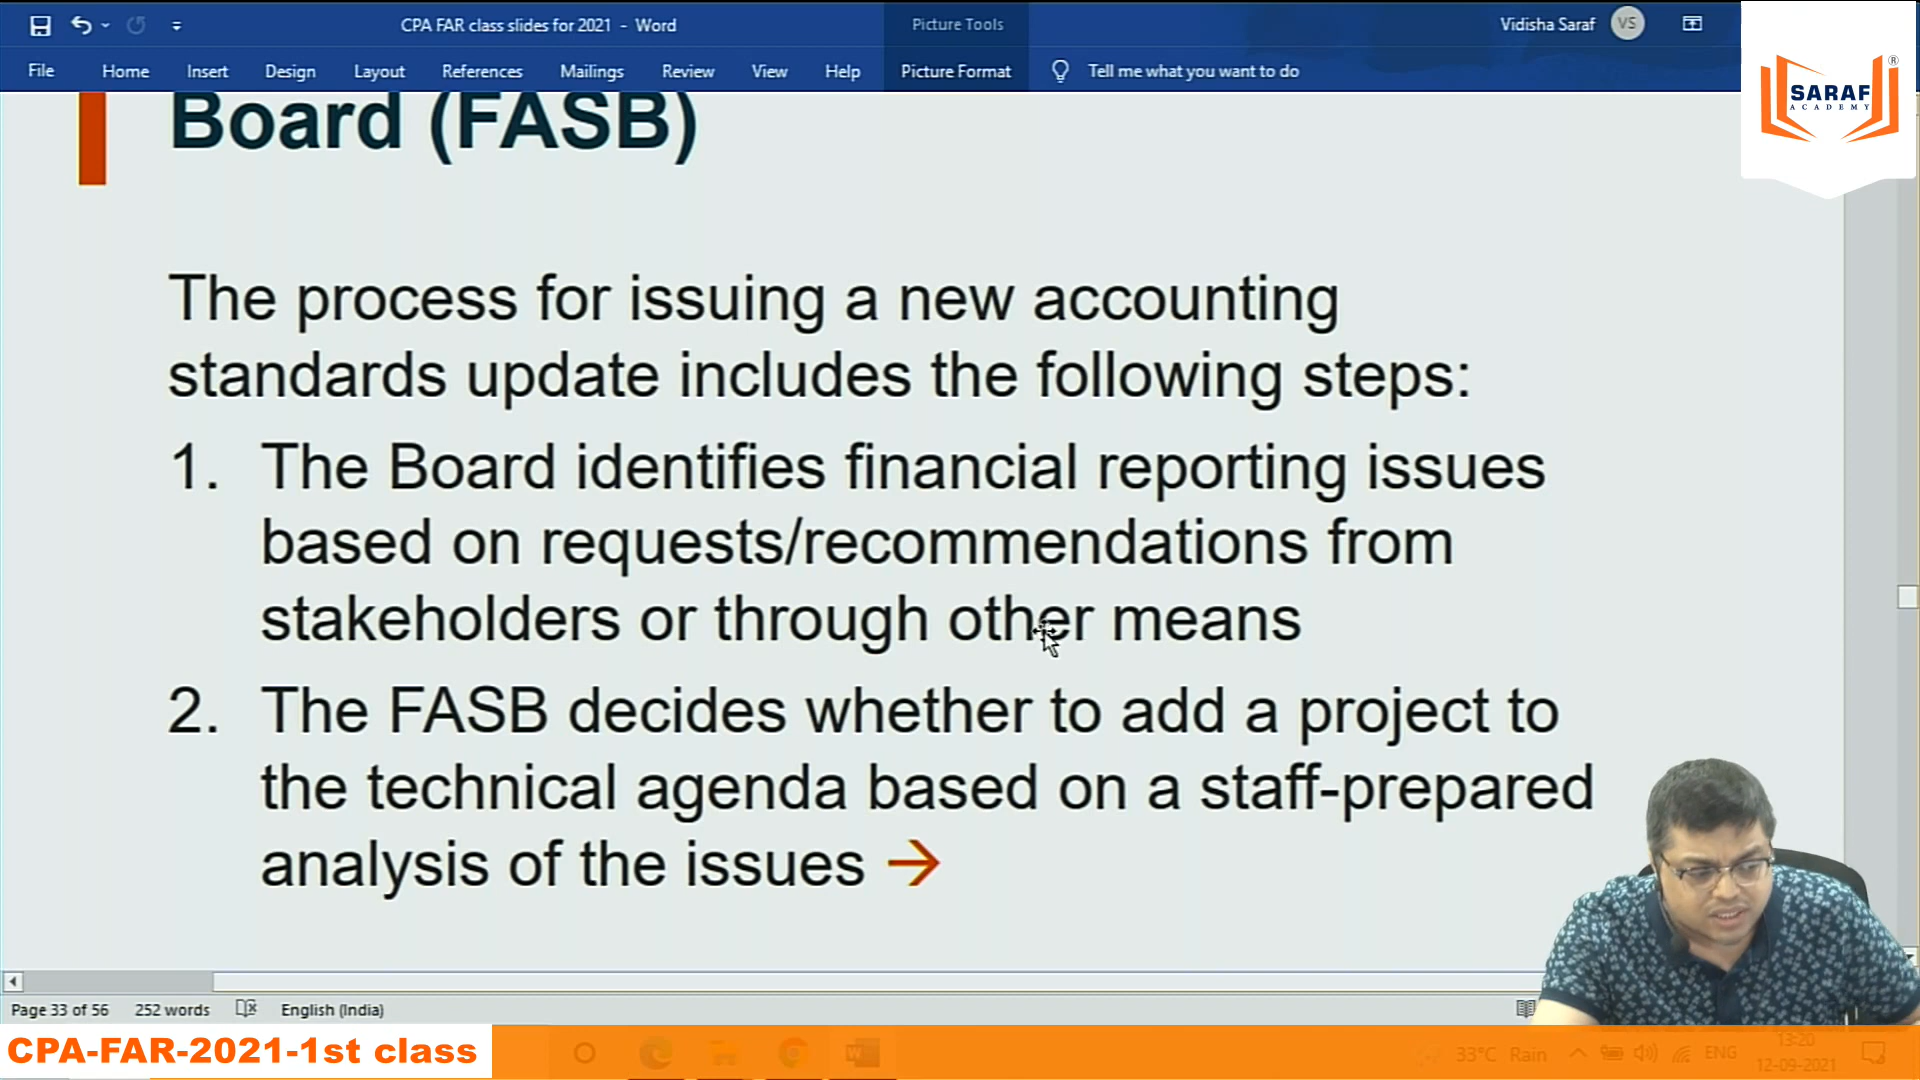 CPA FAR class slides for 2021 - Word
Picture Tools
Vidisha Saraf
VS
File
Home
Insert
Design
Layout
References
Mailings
Review
View
Help
Picture Format
Tell me what you want to do
SARAF
ACADEMY
®
Board (FASB)
The process for issuing a new accounting
standards update includes the following steps:
1. The Board identifies financial reporting issues
based on requests/recommendations from
stakeholders or through other means
2. The FASB decides whether to add a project to
the technical agenda based on a staff-prepared
analysis of the issues →
Page 33 of 56
252 words
English (India)
CPA-FAR-2021-1st class
33°C Rain
ENG
13:20
12-09-2021